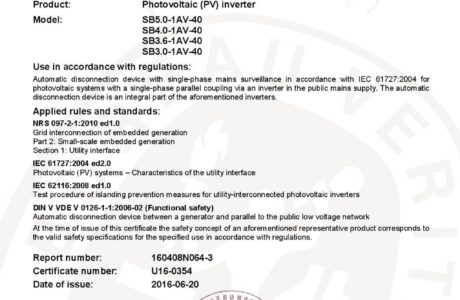 Product: Photovoltaic (PV) inverter
Model: SB5.0-1AV-40
SB4.0-1AV-40
SB3.6-1AV-40
SB3.0-1AV-40
Use in accordance with regulations:
Automatic disconnection device with single-phase mains surveillance in accordance with IEC 61727:2004 for
photovoltaic systems with a single-phase parallel coupling via an inverter in the public mains supply. The automatic
disconnection device is an integral part of the aforementioned inverters.
Applied rules and standards:
NRS 097-2-1:2010 ed1.0
Grid interconnection of embedded generation
Part 2: Small-scale embedded generation
Section 1: Utility interface
IEC 61727:2004 ed2.0
Photovoltaic (PV) systems – Characteristics of the utility interface
IEC 62116:2008 ed1.0
Test procedure of islanding prevention measures for utility-interconnected photovoltaic inverters
DIN V VDE V 0126-1-1:2006-02 (Functional safety)
Automatic disconnection device between a generator and parallel to the public low voltage network
At the time of issue of this certificate the safety concept of an aforementioned representative product corresponds to
the valid safety specifications for the specified use in accordance with regulations.
Report number: 160408N064-3
Certificate number: U16-0354
Date of issue: 2016-06-20